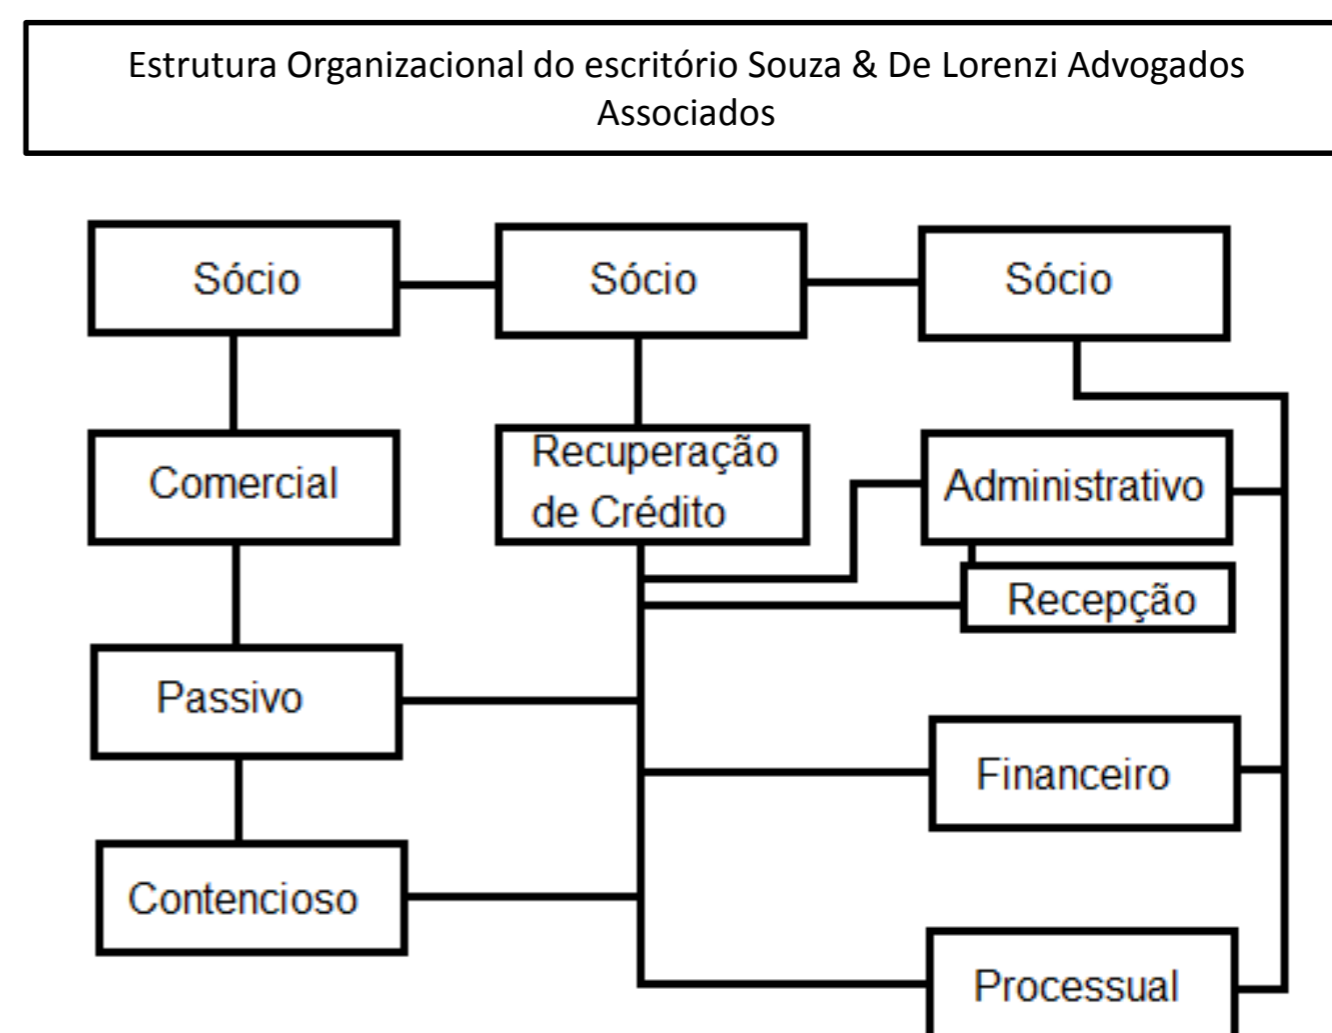 Estrutura Organizacional do escritório Souza & De Lorenzi Advogados
Associados
Sócio
Sócio
Sócio
Comercial
Recuperação
de Crédito
Administrativo
Recepção
Passivo
Financeiro
Contencioso
Processual